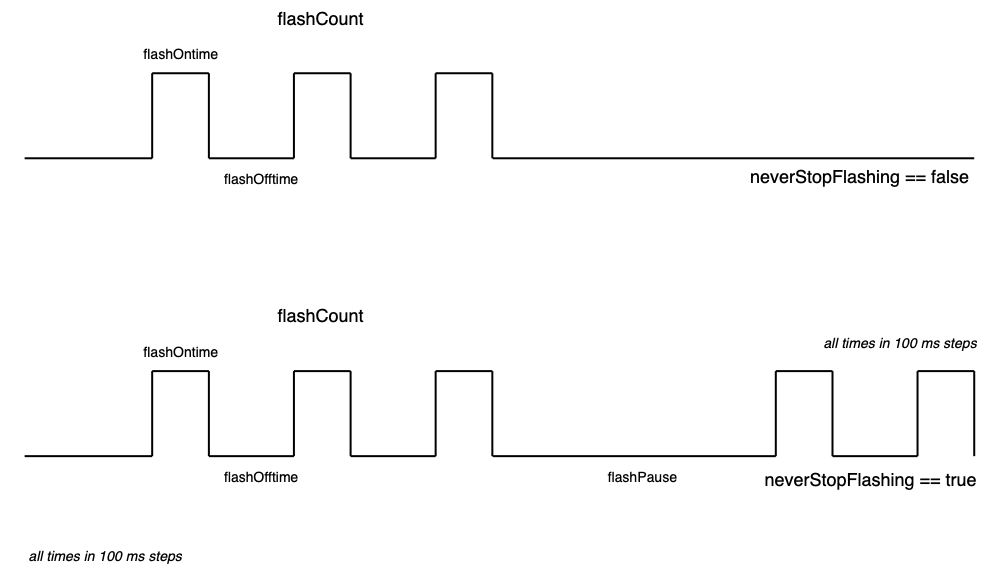 flashCount
flashOntime
flashOfftime
neverStopFlashing == false
flashCount
all times in 100 ms steps
flashOntime
flashOfftime
flashPause
neverStopFlashing == true
all times in 100 ms steps